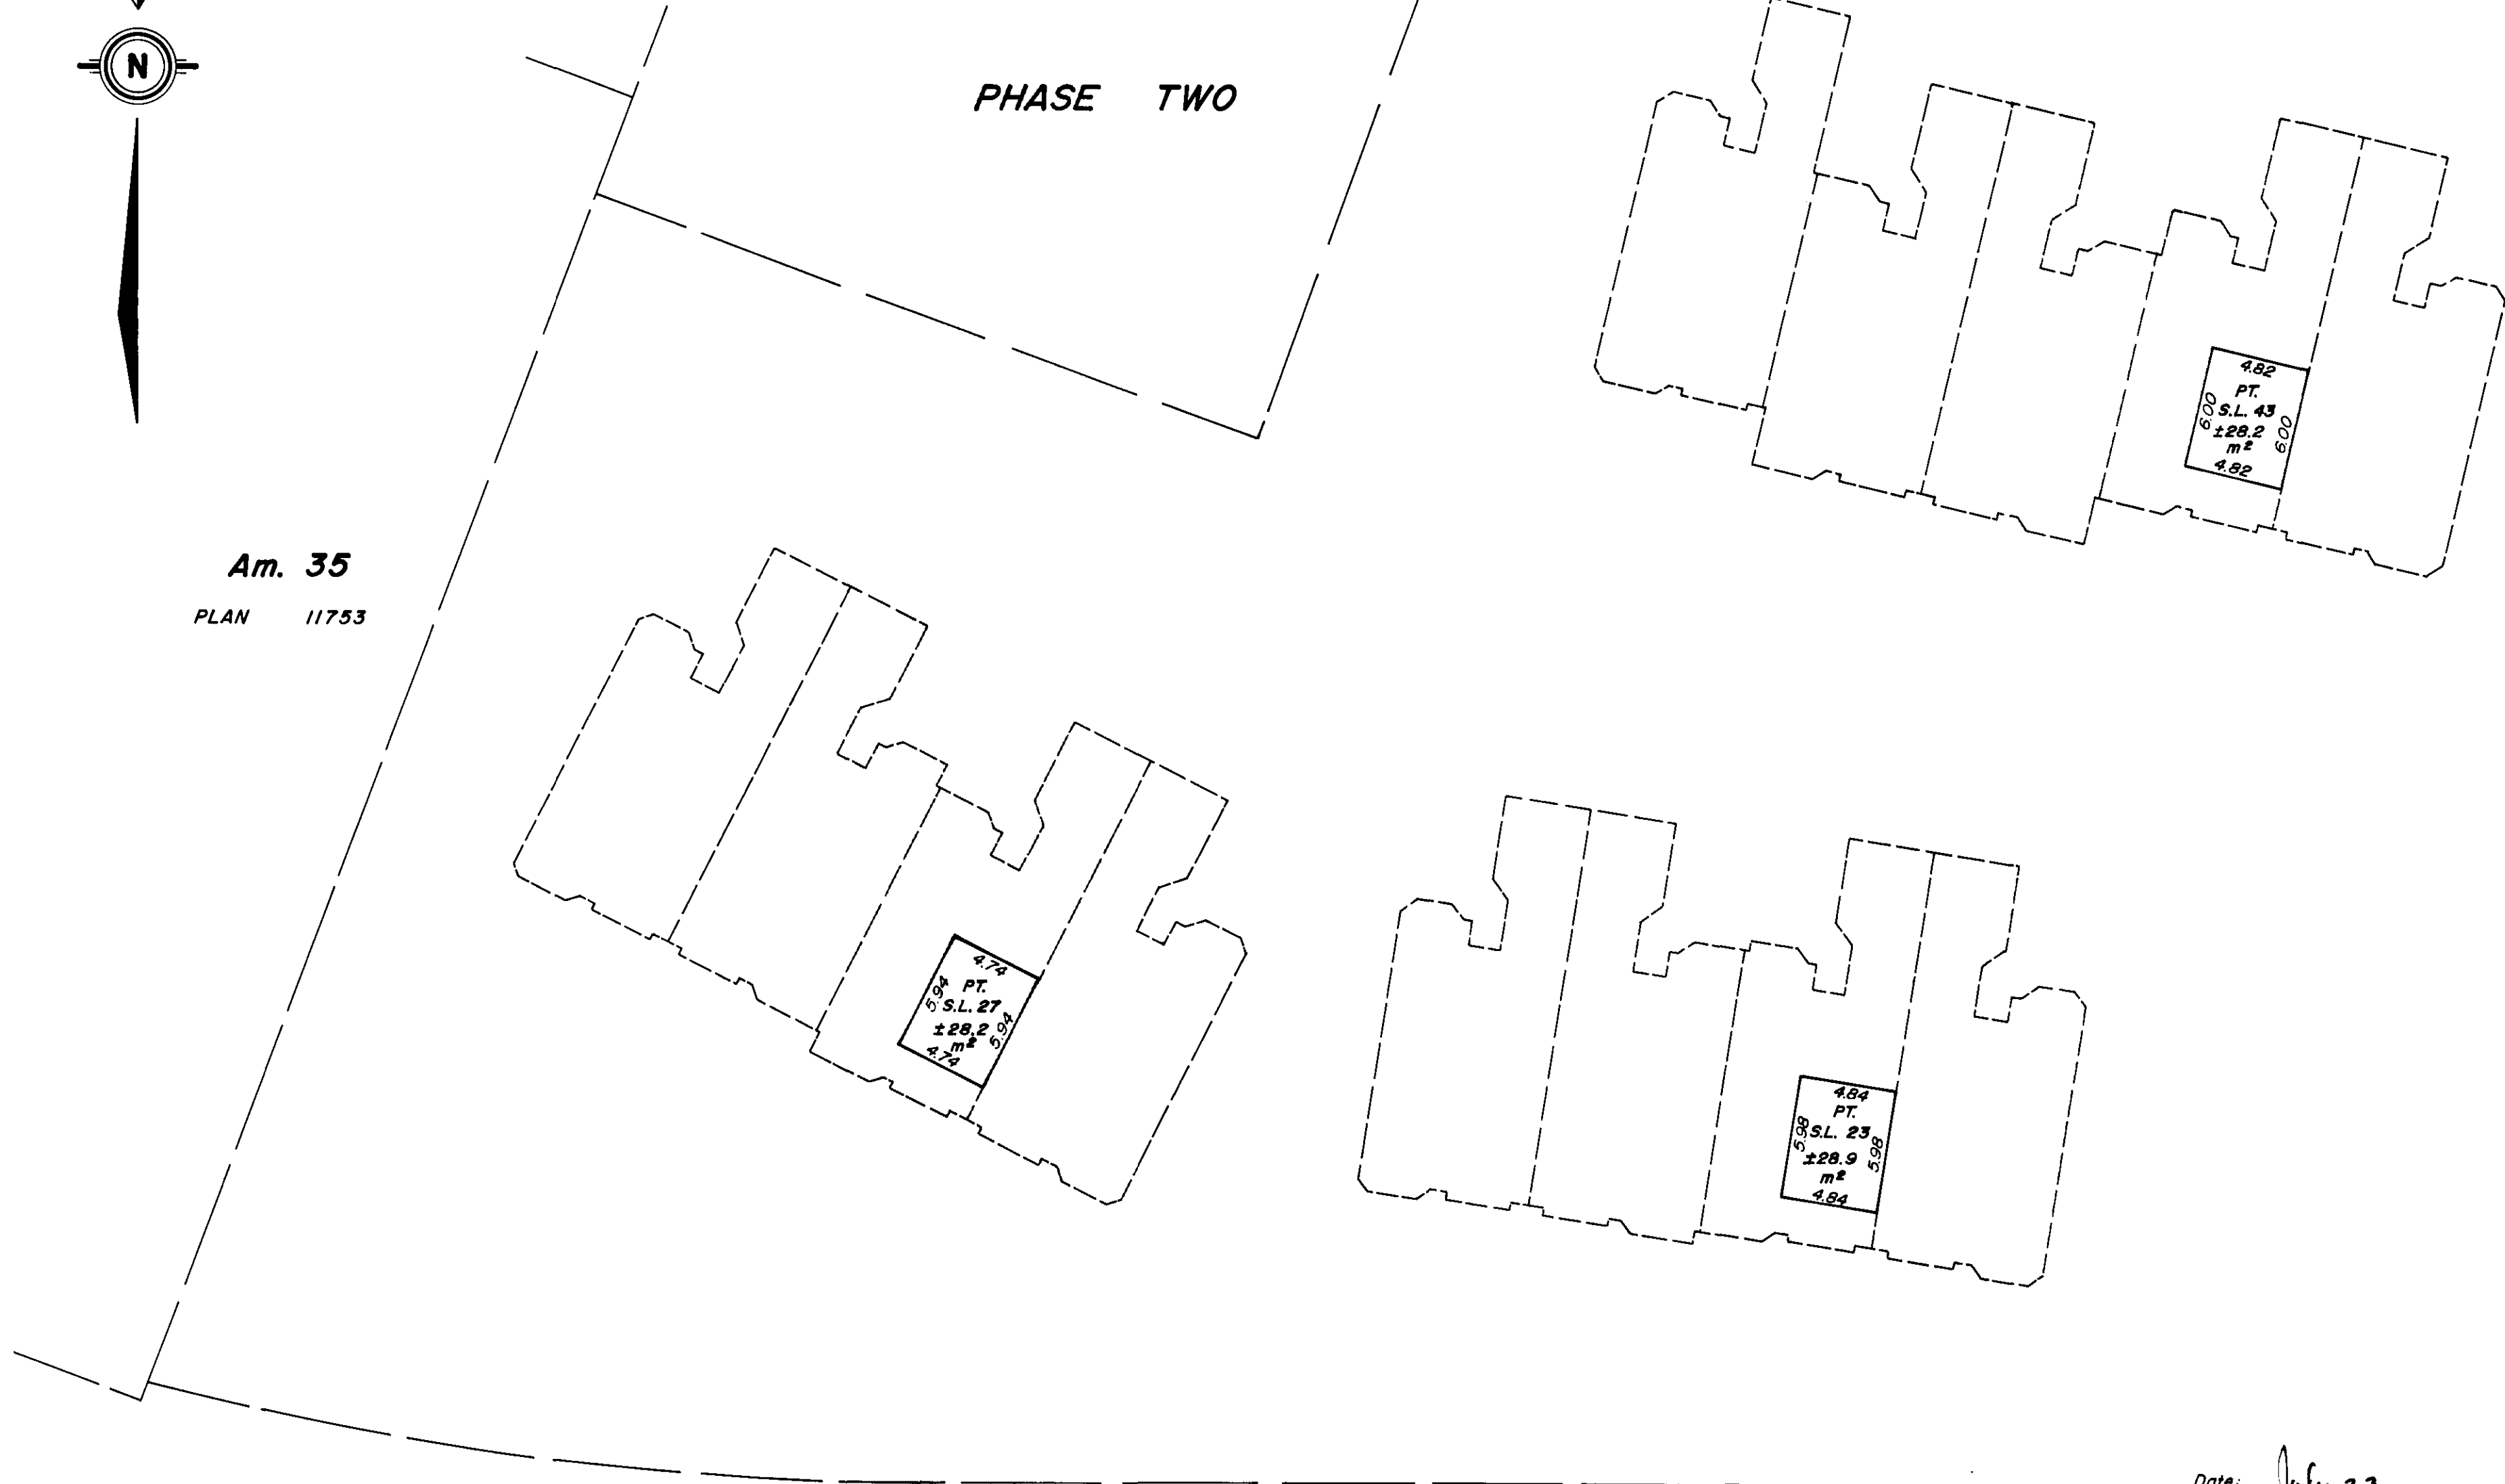 N
PHASE TWO
4.82
PT.
S.L. 43
6.00
6.00
±28.2
m²
4.82
Am. 35
PLAN 11753
4.74
PT.
5.94
S.L. 27
±28.2
5.94
m²
4.74
4.84
PT.
5.98
S.L. 23
5.98
±28.9
m²
4.84
Date: